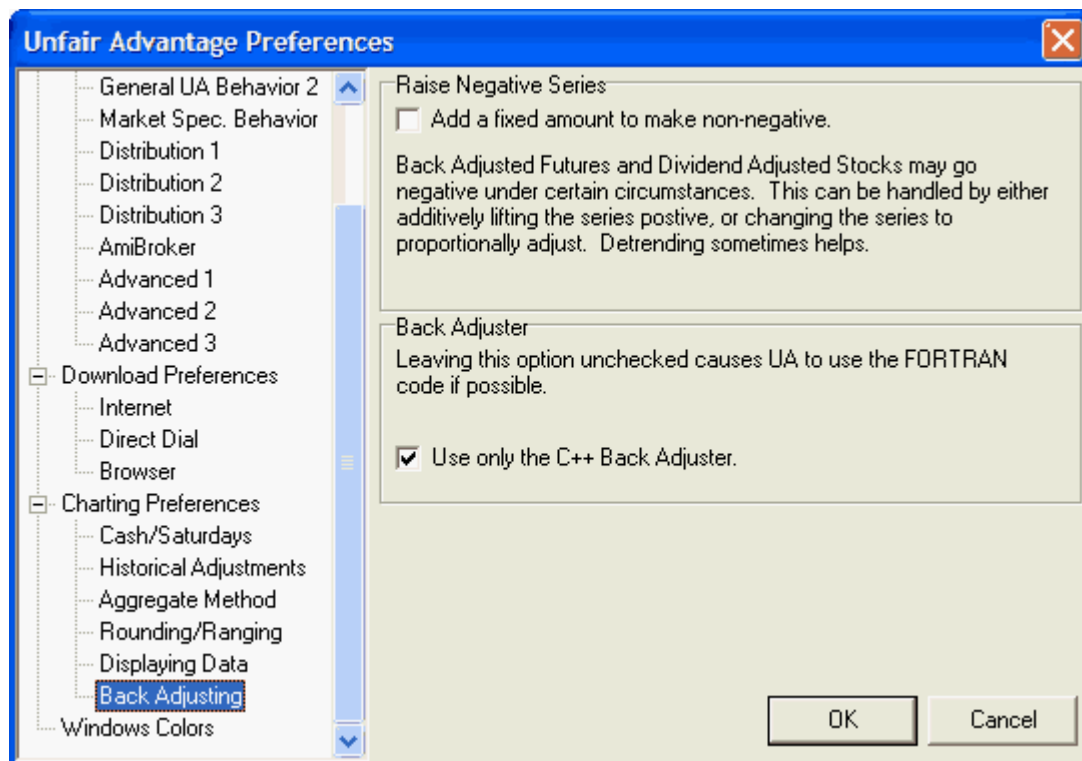 Unfair Advantage Preferences
General UA Behavior 2
Market Spec. Behavior
Distribution 1
Distribution 2
Distribution 3
AmiBroker
Advanced 1
Advanced 2
Advanced 3
Download Preferences
Internet
Direct Dial
Browser
Charting Preferences
Cash/Saturdays
Historical Adjustments
Aggregate Method
Rounding/Ranging
Displaying Data
Back Adjusting
Windows Colors
Raise Negative Series
Add a fixed amount to make non-negative.
Back Adjusted Futures and Dividend Adjusted Stocks may go
negative under certain circumstances.  This can be handled by either
additively lifting the series postive, or changing the series to
proportionally adjust.  Detrending sometimes helps.
Back Adjuster
Leaving this option unchecked causes UA to use the FORTRAN
code if possible.
Use only the C++ Back Adjuster.
OK
Cancel